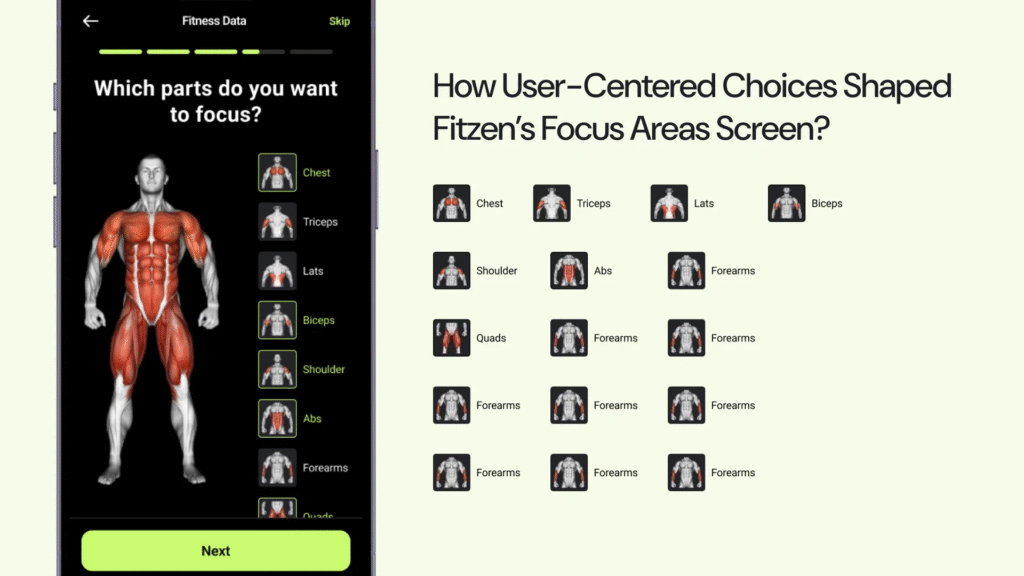 Fitness Data
Skip
Which parts do you want
to focus?
Chest
Triceps
Lats
Biceps
Shoulder
Abs
Forearms
Quads
Next
How User-Centered Choices Shaped
Fitzen’s Focus Areas Screen?
Chest Triceps Lats Biceps
Shoulder Abs Forearms
Quads Forearms Forearms
Forearms Forearms Forearms
Forearms Forearms Forearms